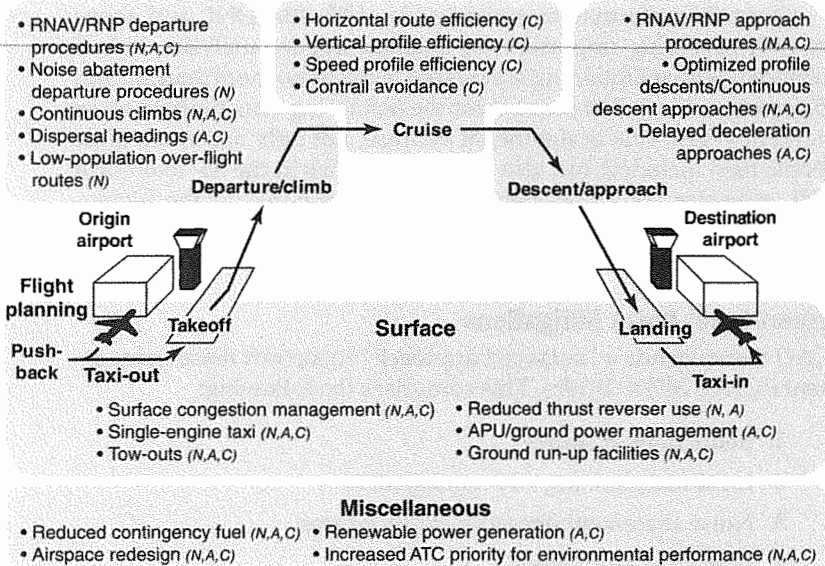 • RNAV/RNP departure
procedures (N,A,C)
• Noise abatement
departure procedures (N)
• Continuous climbs (N,A,C)
• Dispersal headings (A,C)
• Low-population over-flight
routes (N)
• Horizontal route efficiency (C)
• Vertical profile efficiency (C)
• Speed profile efficiency (C)
• Contrail avoidance (C)
• RNAV/RNP approach
procedures (N,A,C)
• Optimized profile
descents/Continuous
descent approaches (N,A,C)
• Delayed deceleration
approaches (A,C)
Cruise
Departure/climb
Descent/approach
Origin
airport
Destination
airport
Flight
planning
Takeoff
Surface
Landing
Push-
back
Taxi-out
Taxi-in
• Surface congestion management (N,A,C)
• Single-engine taxi (N,A,C)
• Tow-outs (N,A,C)
• Reduced thrust reverser use (N, A)
• APU/ground power management (A,C)
• Ground run-up facilities (N,A,C)
Miscellaneous
• Reduced contingency fuel (N,A,C)
• Renewable power generation (A,C)
• Airspace redesign (N,A,C)
• Increased ATC priority for environmental performance (N,A,C)